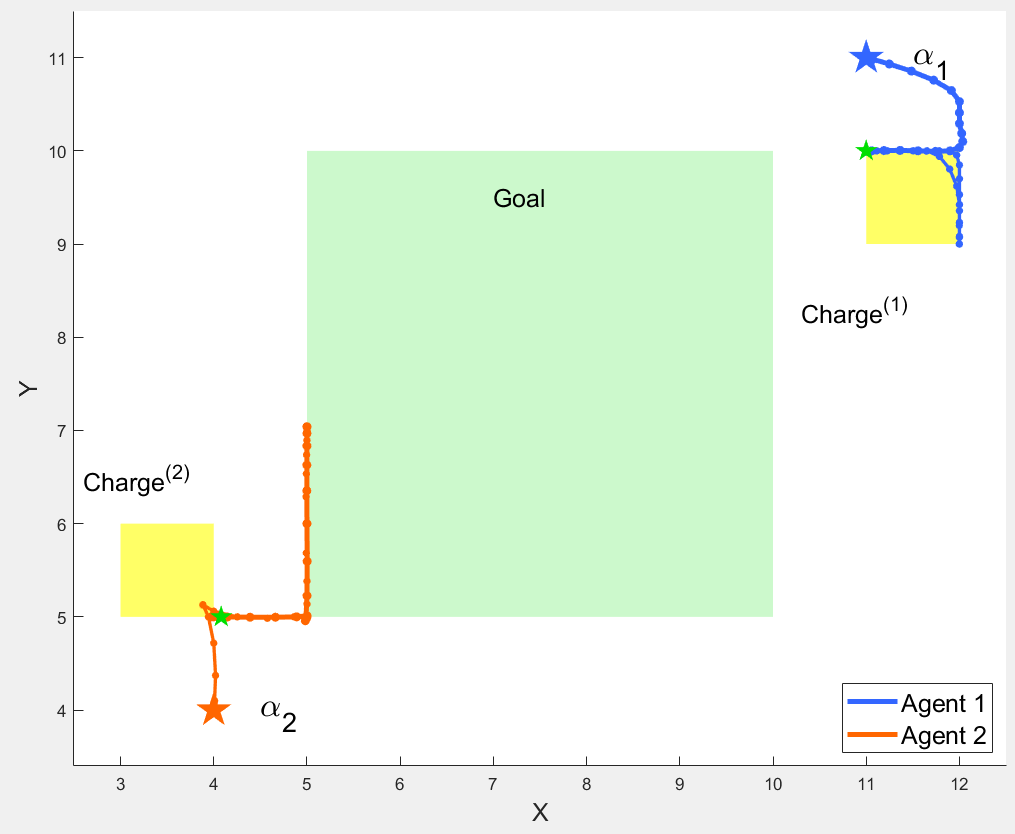 11
α₁
10
Goal
9
Charge⁽¹⁾
8
Y
7
Charge⁽²⁾
6
5
α₂
4
Agent 1
Agent 2
3 4 5 6 7 8 9 10 11 12
X